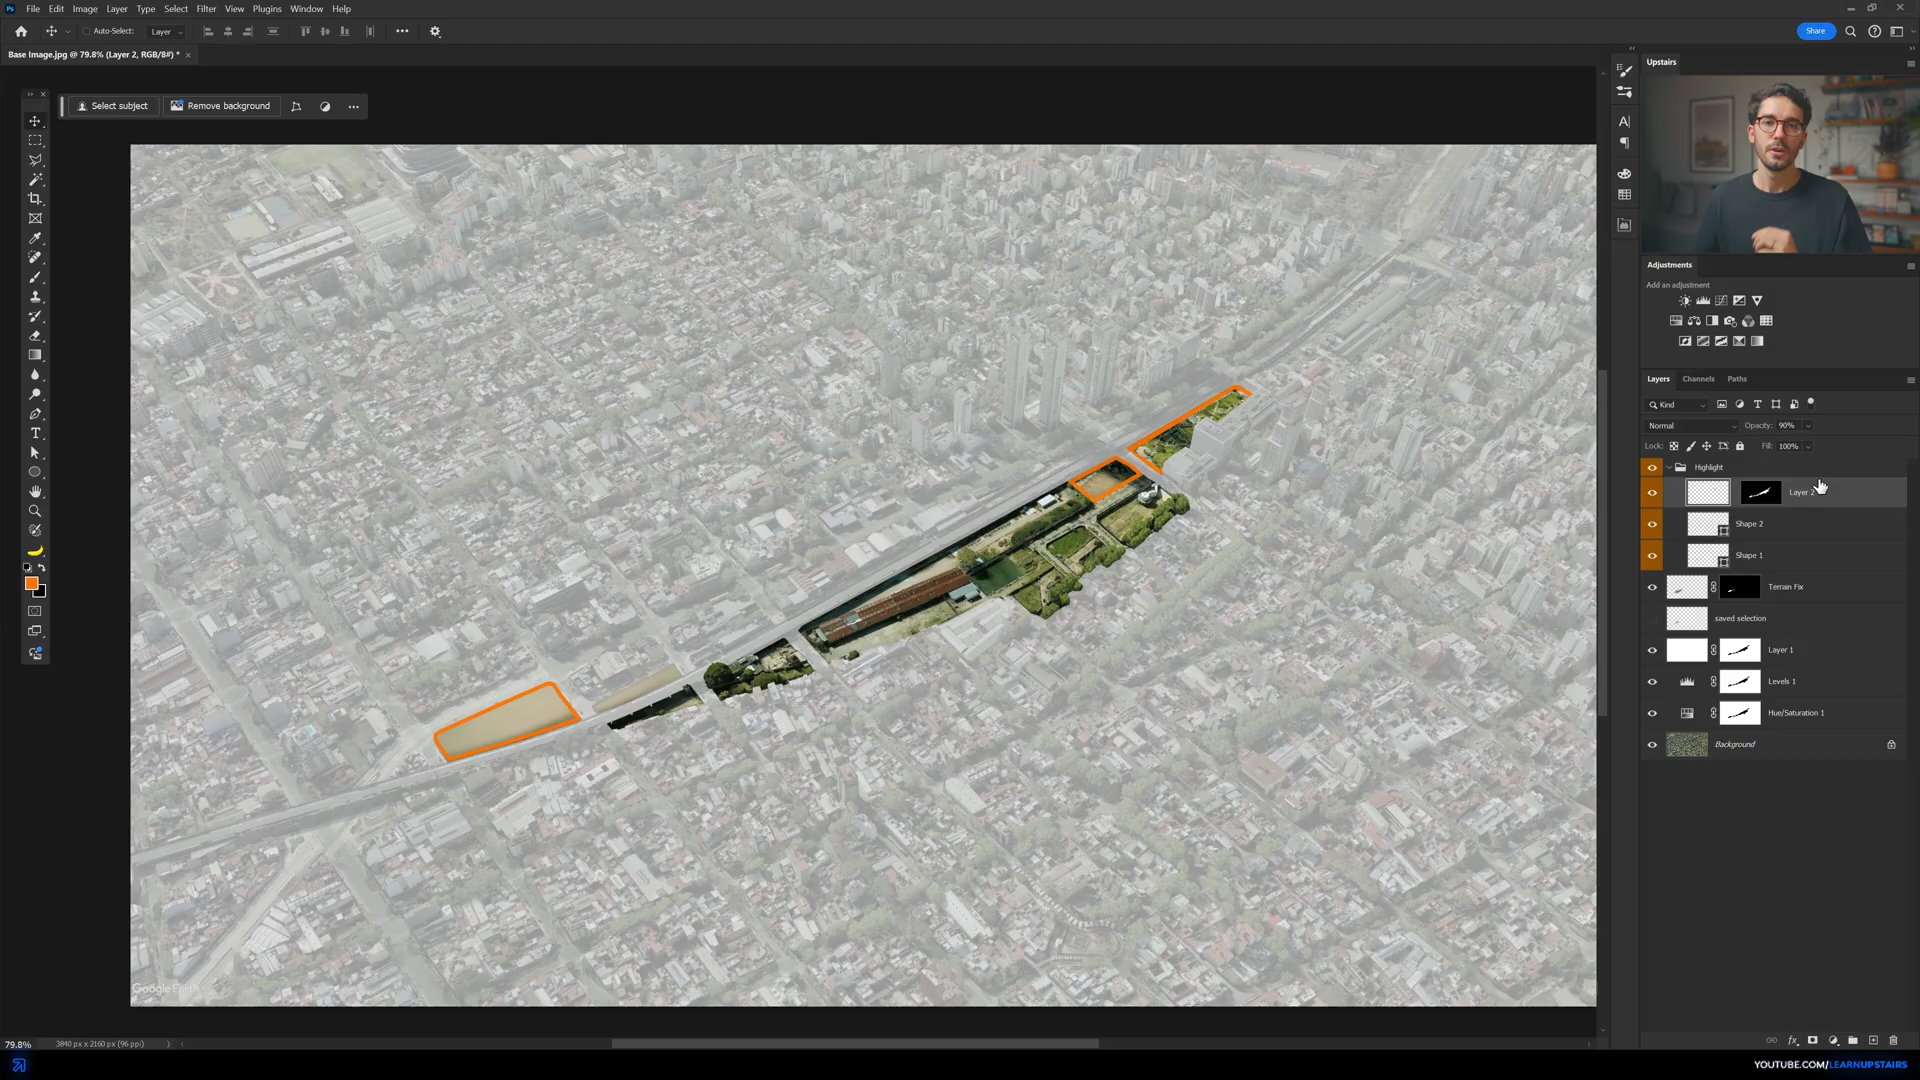 Ps File Edit Image Layer Type Select Filter View Plugins Window Help
Auto-Select: Layer
Share
Base Image.jpg @ 79.8% (Layer 2, RGB/8#) *
Upstairs
Select subject Remove background
Adjustments
Add an adjustment
Layers Channels Paths
Kind
Normal Opacity: 90%
Lock: Fill: 100%
Highlight
Layer 2
Shape 2
Shape 1
Terrain Fix
saved selection
Layer 1
Levels 1
Hue/Saturation 1
Background
Google Earth
79.8% 3840 px x 2160 px (96 ppi)
YOUTUBE.COM/LEARNUPSTAIRS